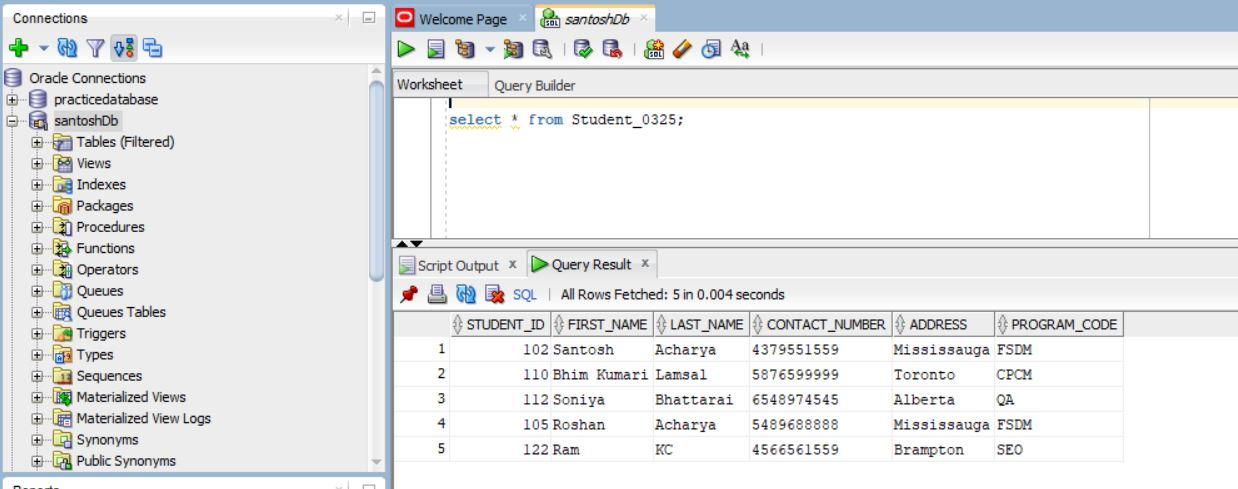 Connections
Oracle Connections
practicedatabase
santoshDb
Tables (Filtered)
Views
Indexes
Packages
Procedures
Functions
Operators
Queues
Queues Tables
Triggers
Types
Sequences
Materialized Views
Materialized View Logs
Synonyms
Public Synonyms
Reports
Welcome Page santoshDb
Worksheet Query Builder
select * from Student_0325;
Script Output x Query Result x
SQL | All Rows Fetched: 5 in 0.004 seconds
STUDENT_ID FIRST_NAME LAST_NAME CONTACT_NUMBER ADDRESS PROGRAM_CODE
1 102 Santosh Acharya 4379551559 Mississauga FSDM
2 110 Bhim Kumari Lamsal 5876599999 Toronto CPCM
3 112 Soniya Bhattarai 6548974545 Alberta QA
4 105 Roshan Acharya 5489688888 Mississauga FSDM
5 122 Ram KC 4566561559 Brampton SEO